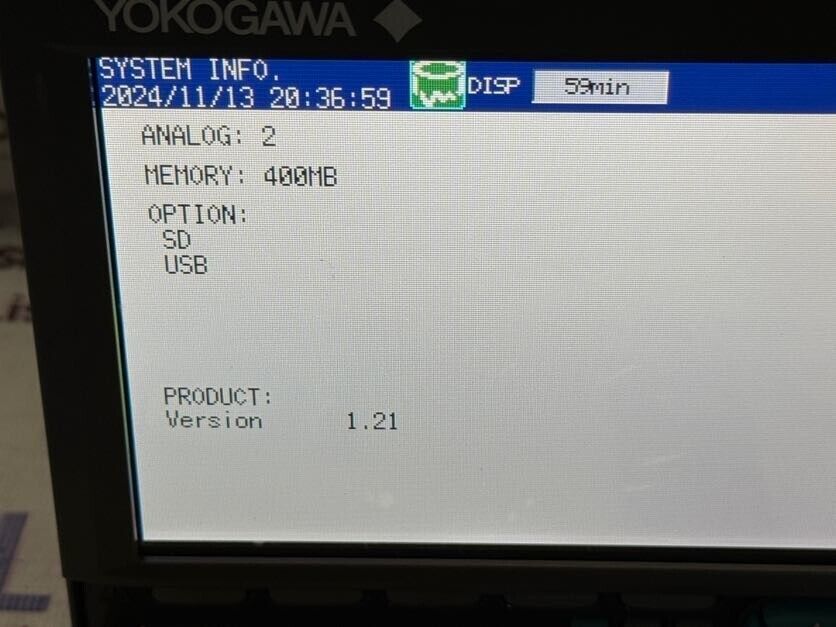 YOKOGAWA
SYSTEM INFO.
2024/11/13 20:36:59 DISP 59min
ANALOG: 2
MEMORY: 400MB
OPTION:
SD
USB
PRODUCT:
Version 1.21